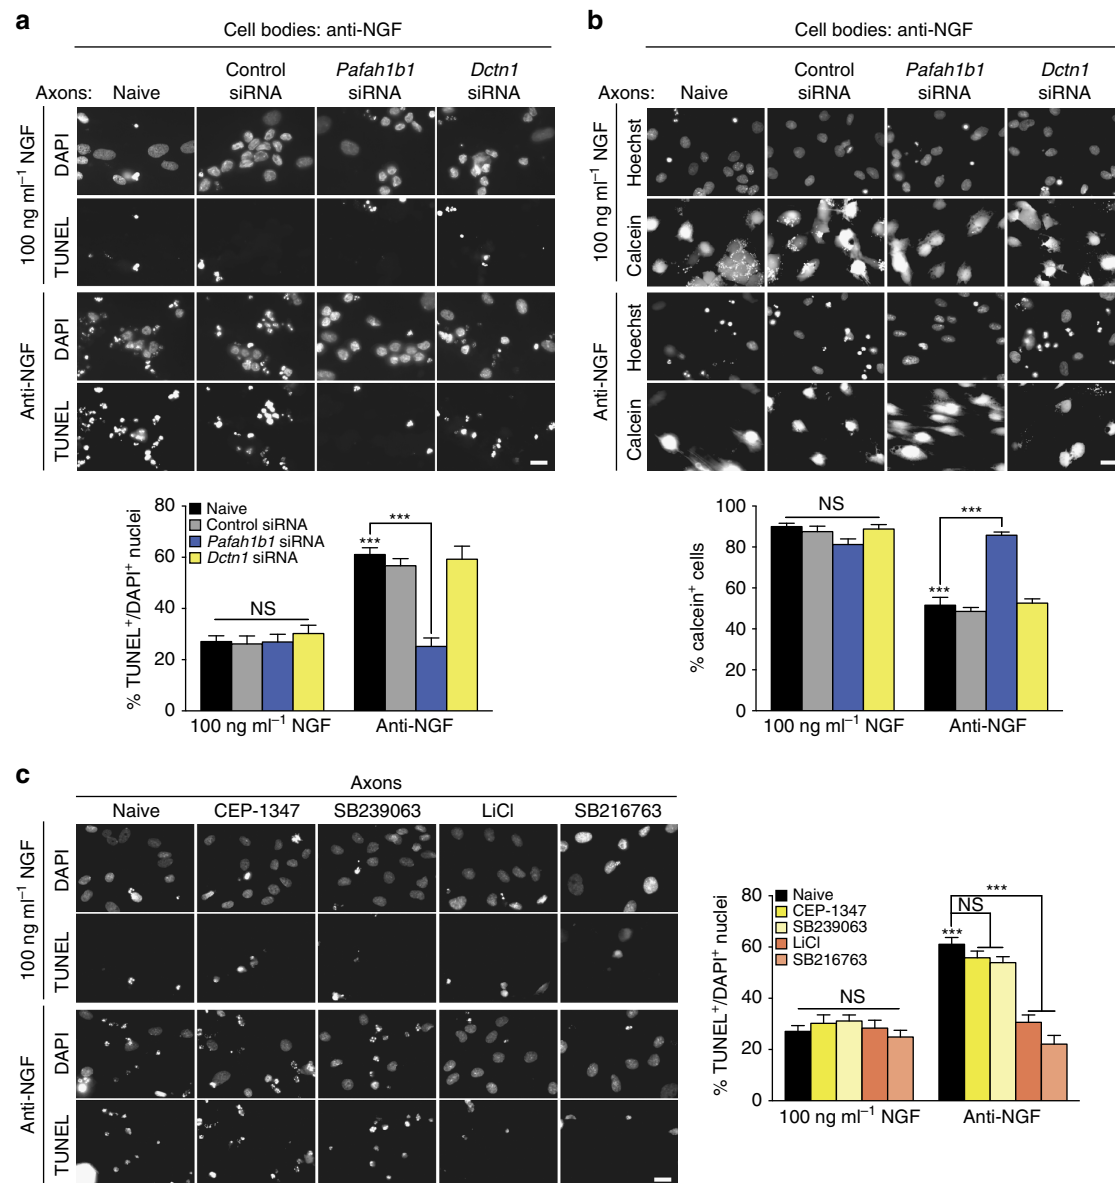 a
Cell bodies: anti-NGF
Axons: Naive Control siRNA Pafah1b1 siRNA Dctn1 siRNA
100 ng ml−1 NGF
DAPI
TUNEL
Anti-NGF
DAPI
TUNEL
% TUNEL+/DAPI+ nuclei
80
60
40
20
0
Naive
Control siRNA
Pafah1b1 siRNA
Dctn1 siRNA
NS
***
***
100 ng ml−1 NGF Anti-NGF
b
Cell bodies: anti-NGF
Axons: Naive Control siRNA Pafah1b1 siRNA Dctn1 siRNA
100 ng ml−1 NGF
Hoechst
Calcein
Anti-NGF
Hoechst
Calcein
% calcein+ cells
100
80
60
40
20
0
NS
***
***
100 ng ml−1 NGF Anti-NGF
c
Axons
Naive CEP-1347 SB239063 LiCl SB216763
100 ng ml−1 NGF
DAPI
TUNEL
Anti-NGF
DAPI
TUNEL
% TUNEL+/DAPI+ nuclei
80
60
40
20
0
Naive
CEP-1347
SB239063
LiCl
SB216763
NS
***
NS
***
100 ng ml−1 NGF Anti-NGF